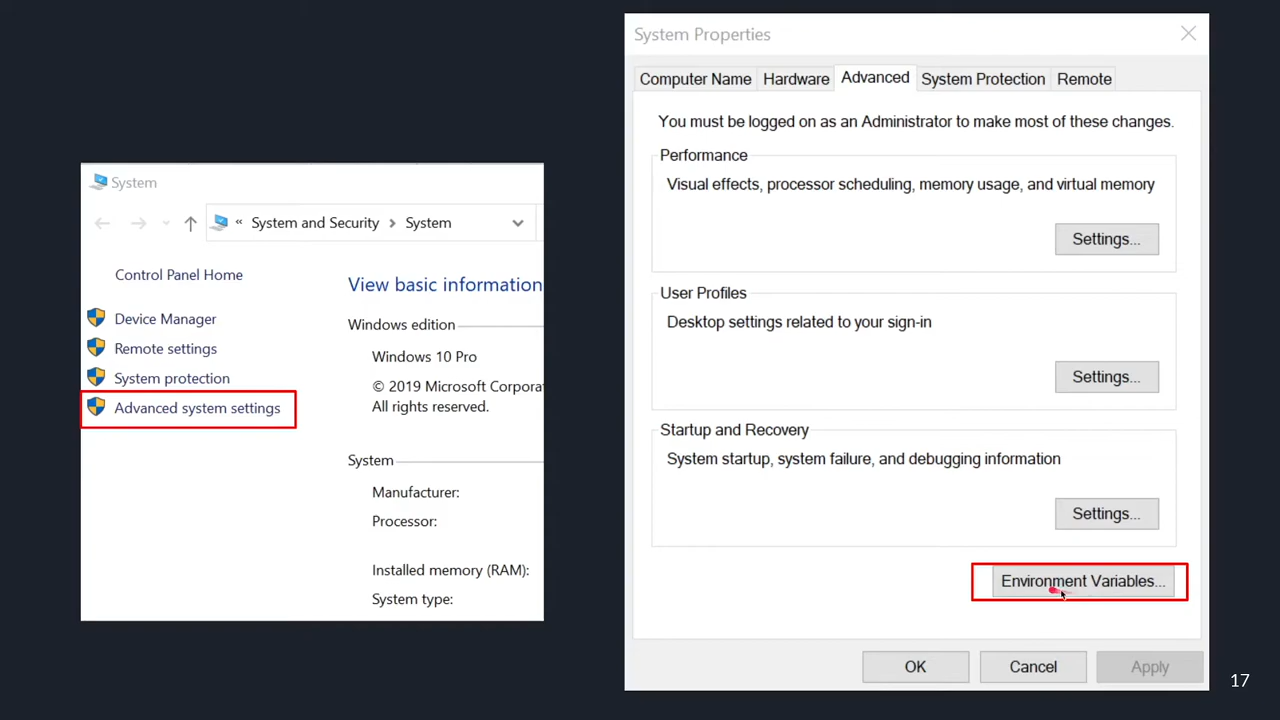 System
« System and Security > System
Control Panel Home
Device Manager
Remote settings
System protection
Advanced system settings
View basic information
Windows edition
Windows 10 Pro
© 2019 Microsoft Corporat
All rights reserved.
System
Manufacturer:
Processor:
Installed memory (RAM):
System type:
System Properties
Computer Name Hardware Advanced System Protection Remote
You must be logged on as an Administrator to make most of these changes.
Performance
Visual effects, processor scheduling, memory usage, and virtual memory
Settings...
User Profiles
Desktop settings related to your sign-in
Settings...
Startup and Recovery
System startup, system failure, and debugging information
Settings...
Environment Variables...
OK Cancel Apply
17